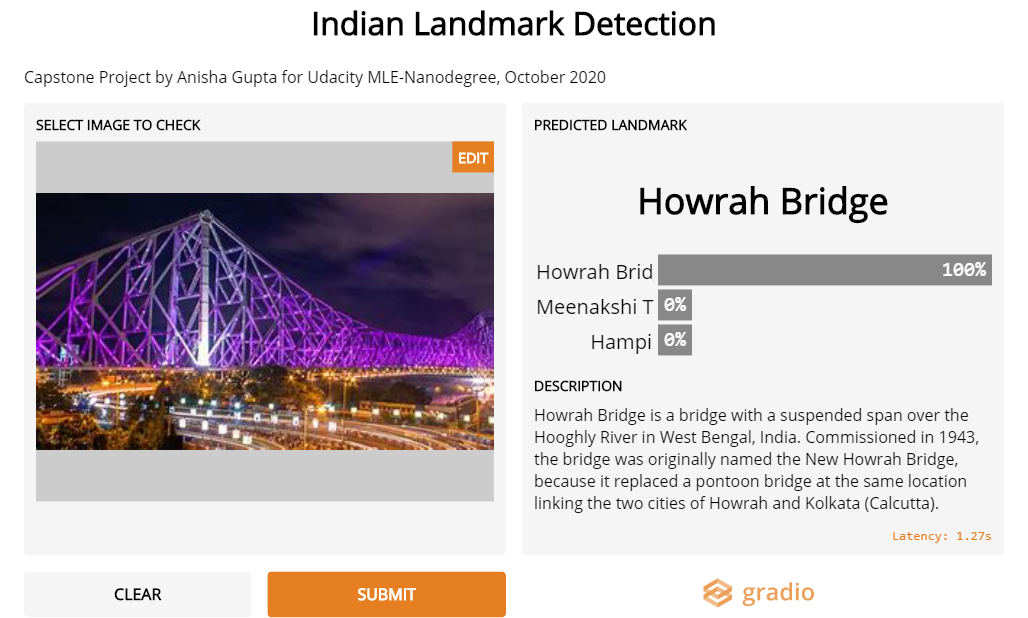 Indian Landmark Detection
Capstone Project by Anisha Gupta for Udacity MLE-Nanodegree, October 2020
SELECT IMAGE TO CHECK
EDIT
PREDICTED LANDMARK
Howrah Bridge
Howrah Brid 100%
Meenakshi T 0%
Hampi 0%
DESCRIPTION
Howrah Bridge is a bridge with a suspended span over the
Hooghly River in West Bengal, India. Commissioned in 1943,
the bridge was originally named the New Howrah Bridge,
because it replaced a pontoon bridge at the same location
linking the two cities of Howrah and Kolkata (Calcutta).
Latency: 1.27s
CLEAR
SUBMIT
gradio